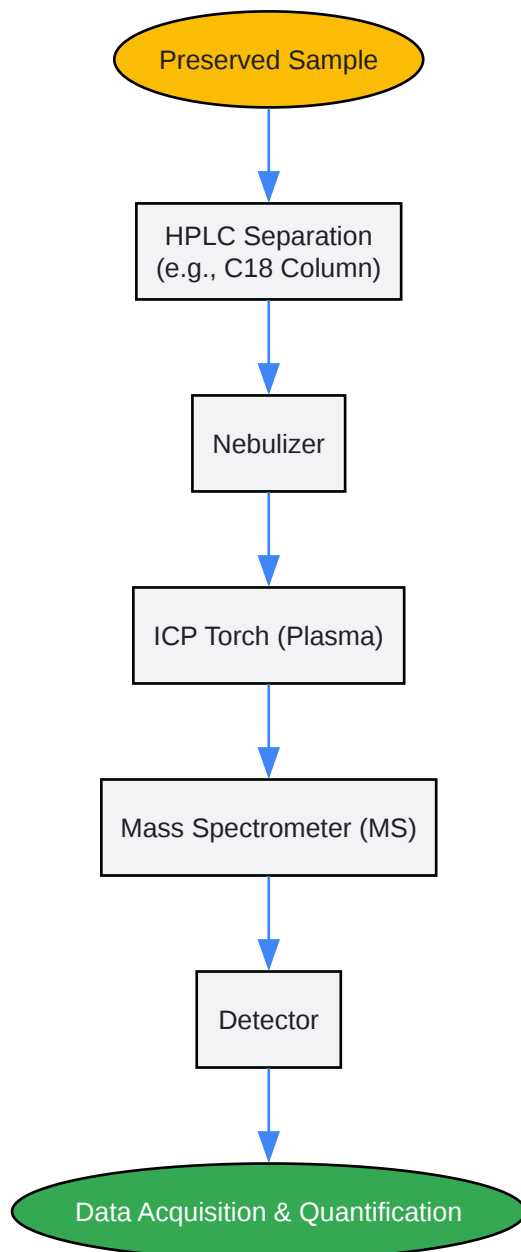 Preserved Sample
HPLC Separation
(e.g., C18 Column)
Nebulizer
ICP Torch (Plasma)
Mass Spectrometer (MS)
Detector
Data Acquisition & Quantification